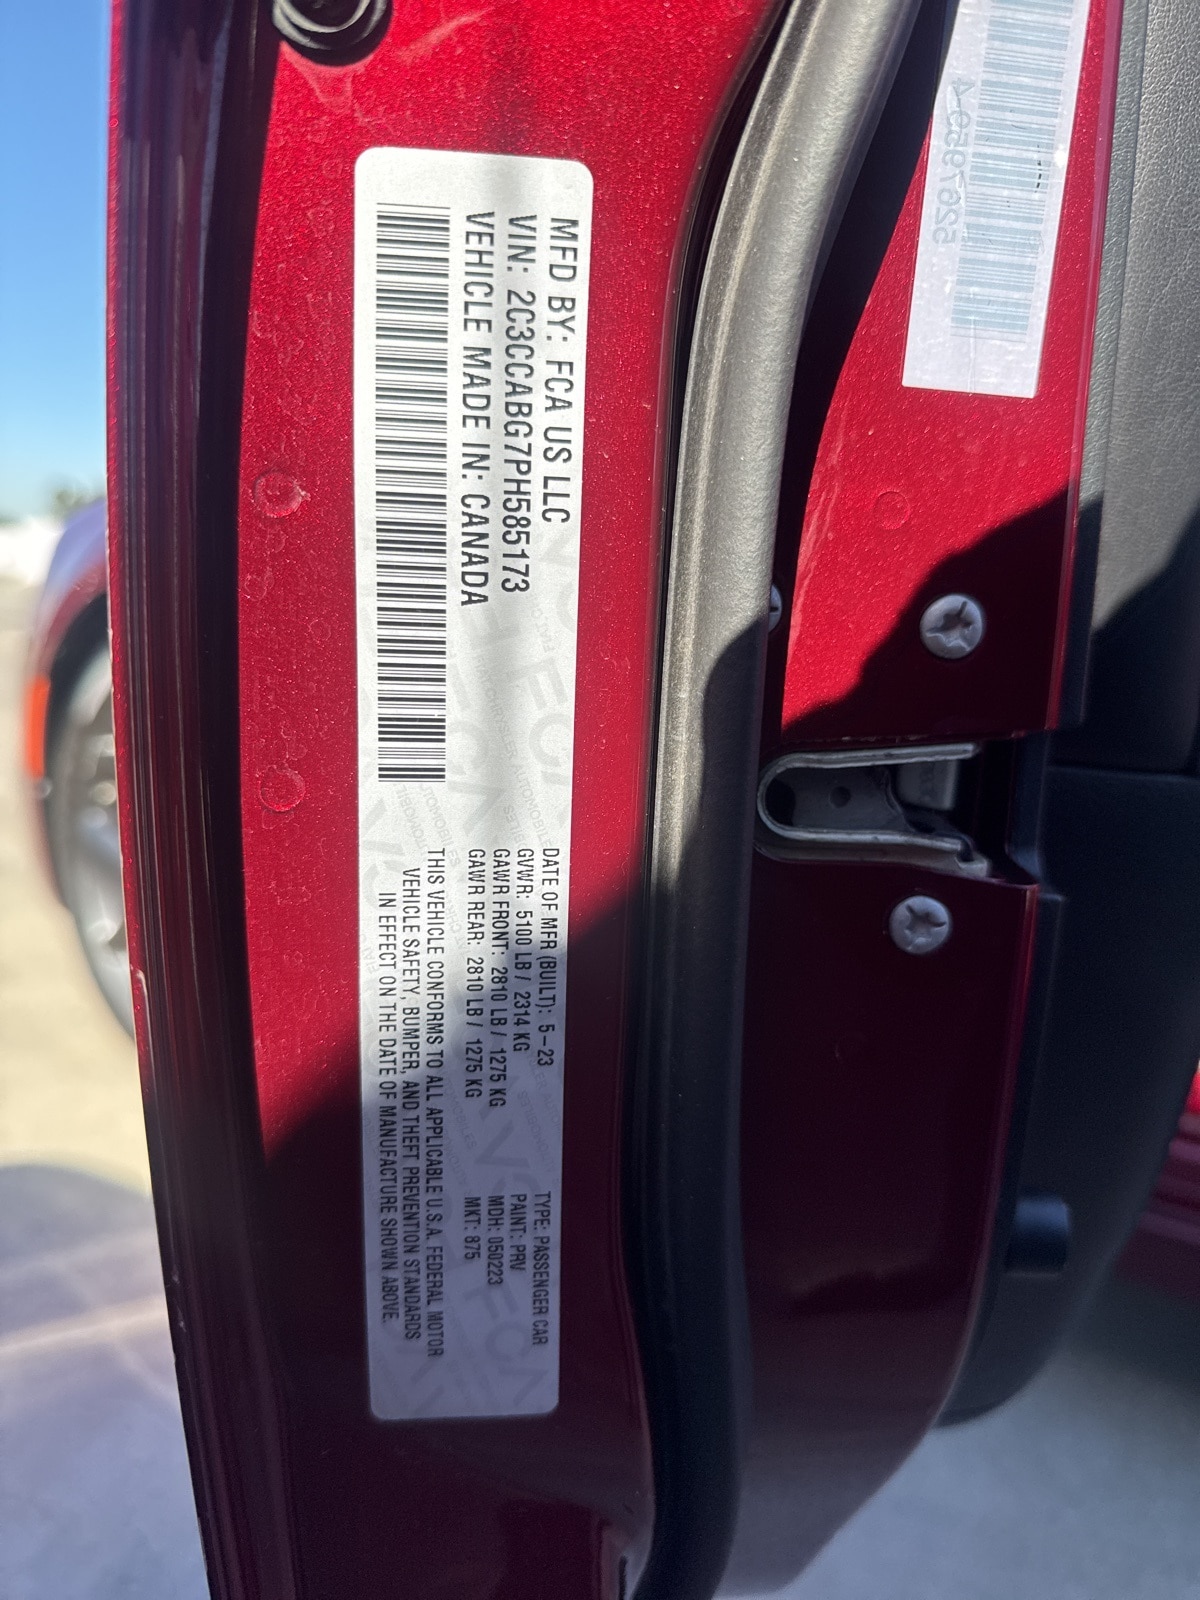 MFD BY: FCA US LLC
VIN: 2C3CCABG7PH585173
VEHICLE MADE IN: CANADA
DATE OF MFR (BUILT): 5-23
GVWR: 5100 LB / 2314 KG
GAWR FRONT: 2810 LB / 1275 KG
GAWR REAR: 2810 LB / 1275 KG
TYPE: PASSENGER CAR
PAINT: PRV
MDH: 050223
MKT: 875
THIS VEHICLE CONFORMS TO ALL APPLICABLE U.S.A. FEDERAL MOTOR
VEHICLE SAFETY, BUMPER, AND THEFT PREVENTION STANDARDS
IN EFFECT ON THE DATE OF MANUFACTURE SHOWN ABOVE.